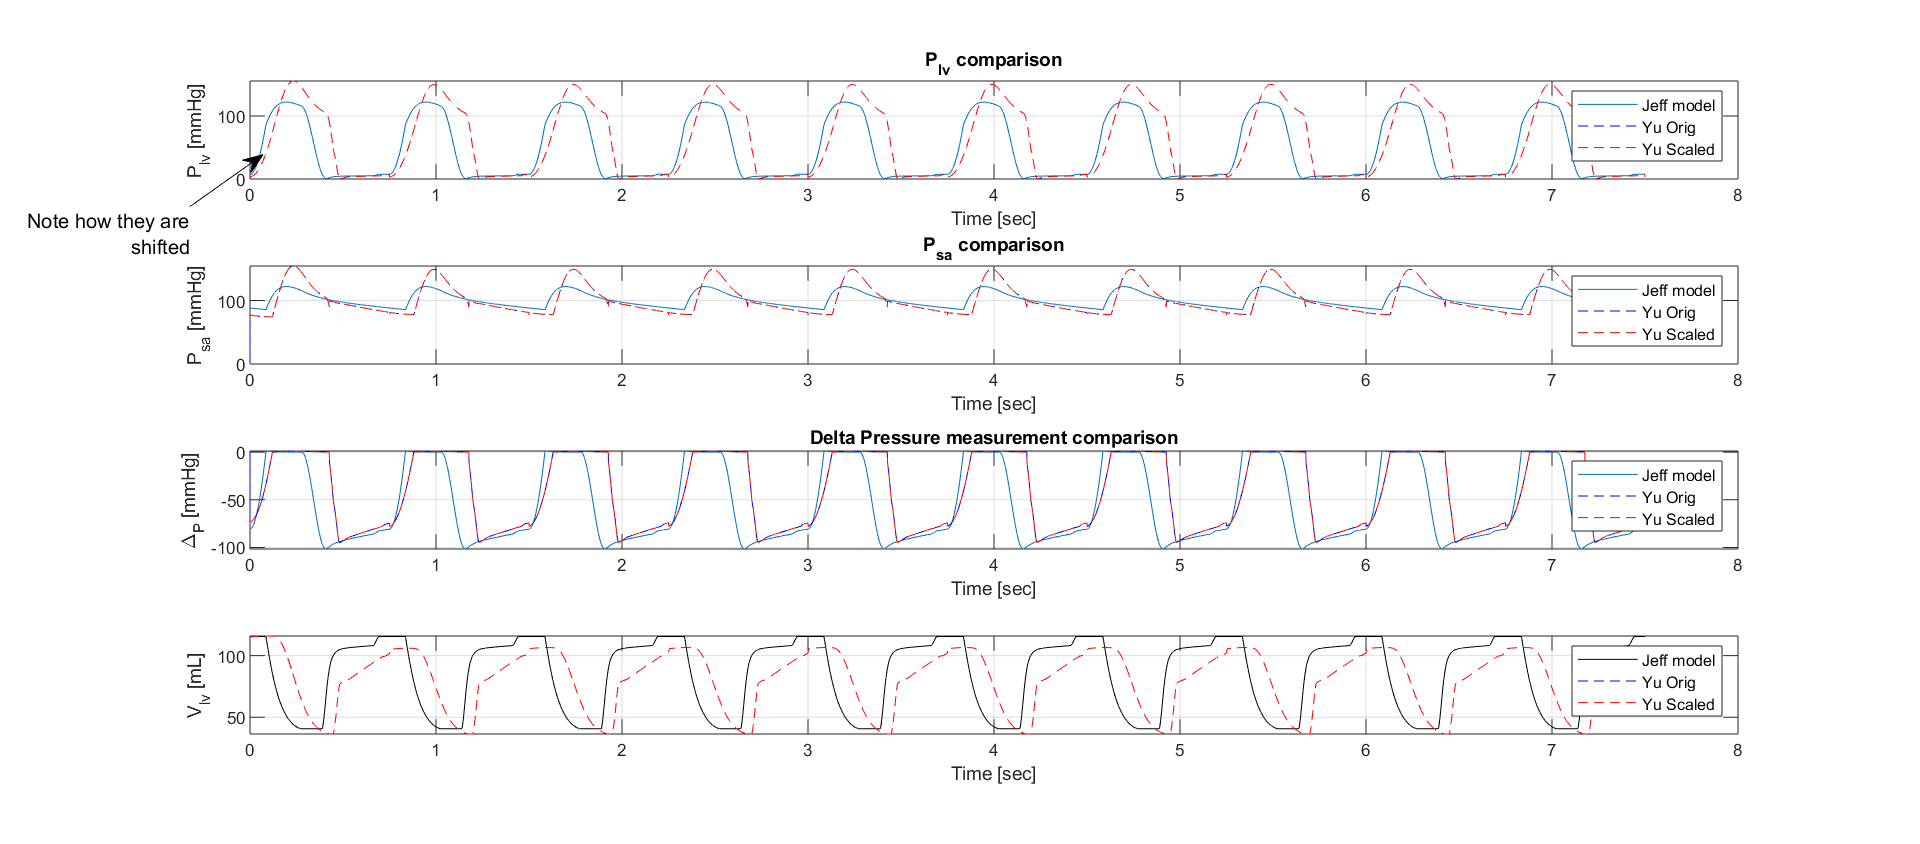 P_lv comparison
P_lv [mmHg]
100
0
Jeff model
Yu Orig
Yu Scaled
0 1 2 3 4 5 6 7 8
Time [sec]
Note how they are
shifted
P_sa comparison
P_sa [mmHg]
100
0
Jeff model
Yu Orig
Yu Scaled
0 1 2 3 4 5 6 7 8
Time [sec]
Delta Pressure measurement comparison
Δ_P [mmHg]
0
-50
-100
Jeff model
Yu Orig
Yu Scaled
0 1 2 3 4 5 6 7 8
Time [sec]
V_lv [mL]
100
50
Jeff model
Yu Orig
Yu Scaled
0 1 2 3 4 5 6 7 8
Time [sec]